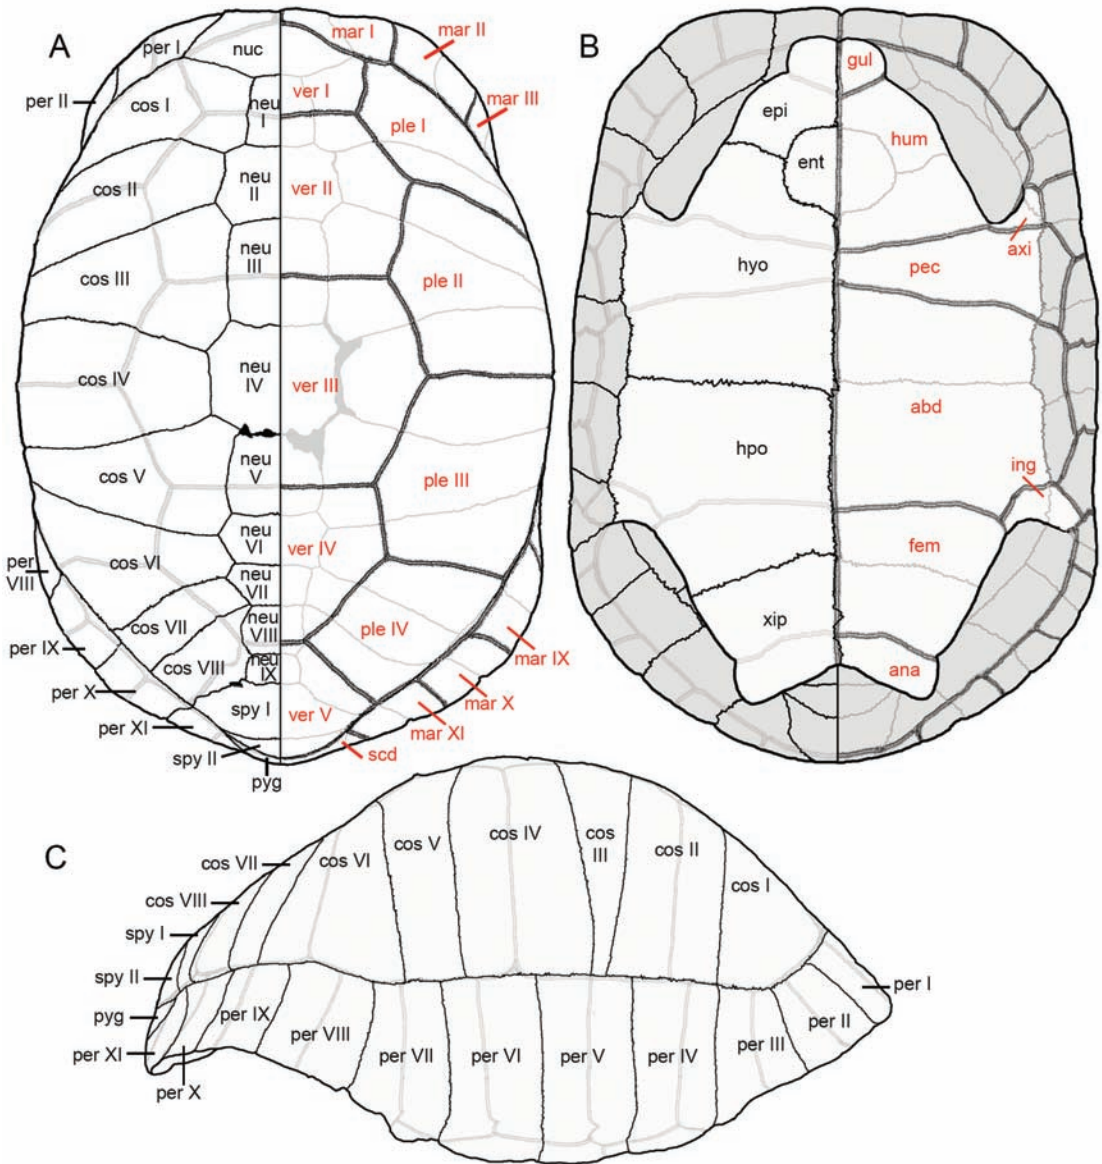 A
per I
nuc
mar I
mar II
per II
cos I
neu
I
ver I
ple I
mar III
cos II
neu
II
ver II
cos III
neu
III
ple II
cos IV
neu
IV
ver III
cos V
neu
V
ple III
per
VIII
cos VI
neu
VI
ver IV
neu
VII
cos VII
neu
VIII
ple IV
per IX
cos VIII
neu
IX
mar IX
per X
spy I
ver V
mar X
per XI
mar XI
spy II
scd
pyg
B
gul
epi
hum
ent
axi
hyo
pec
abd
hpo
ing
fem
xip
ana
C
cos VII
cos VI
cos V
cos IV
cos
III
cos II
cos I
cos VIII
spy I
spy II
per I
pyg
per IX
per VIII
per VII
per VI
per V
per IV
per III
per II
per XI
per X